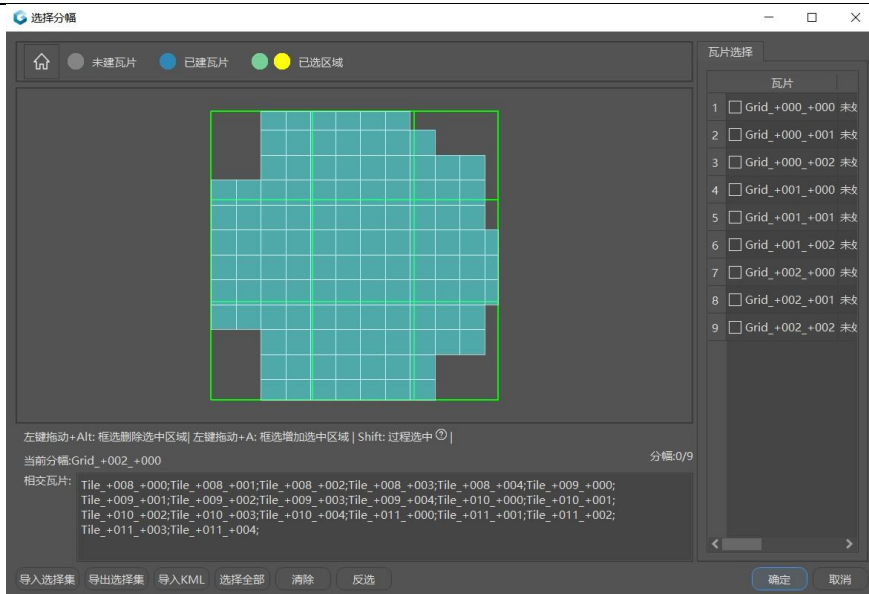 选择分幅
未建瓦片 已建瓦片 已选区域
左键拖动+Alt: 框选删除选中区域| 左键拖动+A: 框选增加选中区域 | Shift: 过程选中 ? |
当前分幅:Grid_+002_+000
分幅:0/9
相交瓦片:
Tile_+008_+000;Tile_+008_+001;Tile_+008_+002;Tile_+008_+003;Tile_+008_+004;Tile_+009_+000;
Tile_+009_+001;Tile_+009_+002;Tile_+009_+003;Tile_+009_+004;Tile_+010_+000;Tile_+010_+001;
Tile_+010_+002;Tile_+010_+003;Tile_+010_+004;Tile_+011_+000;Tile_+011_+001;Tile_+011_+002;
Tile_+011_+003;Tile_+011_+004;
导入选择集 导出选择集 导入KML 选择全部 清除 反选
瓦片选择
瓦片
1 Grid_+000_+000 未
2 Grid_+000_+001 未
3 Grid_+000_+002 未
4 Grid_+001_+000 未
5 Grid_+001_+001 未
6 Grid_+001_+002 未
7 Grid_+002_+000 未
8 Grid_+002_+001 未
9 Grid_+002_+002 未
确定 取消